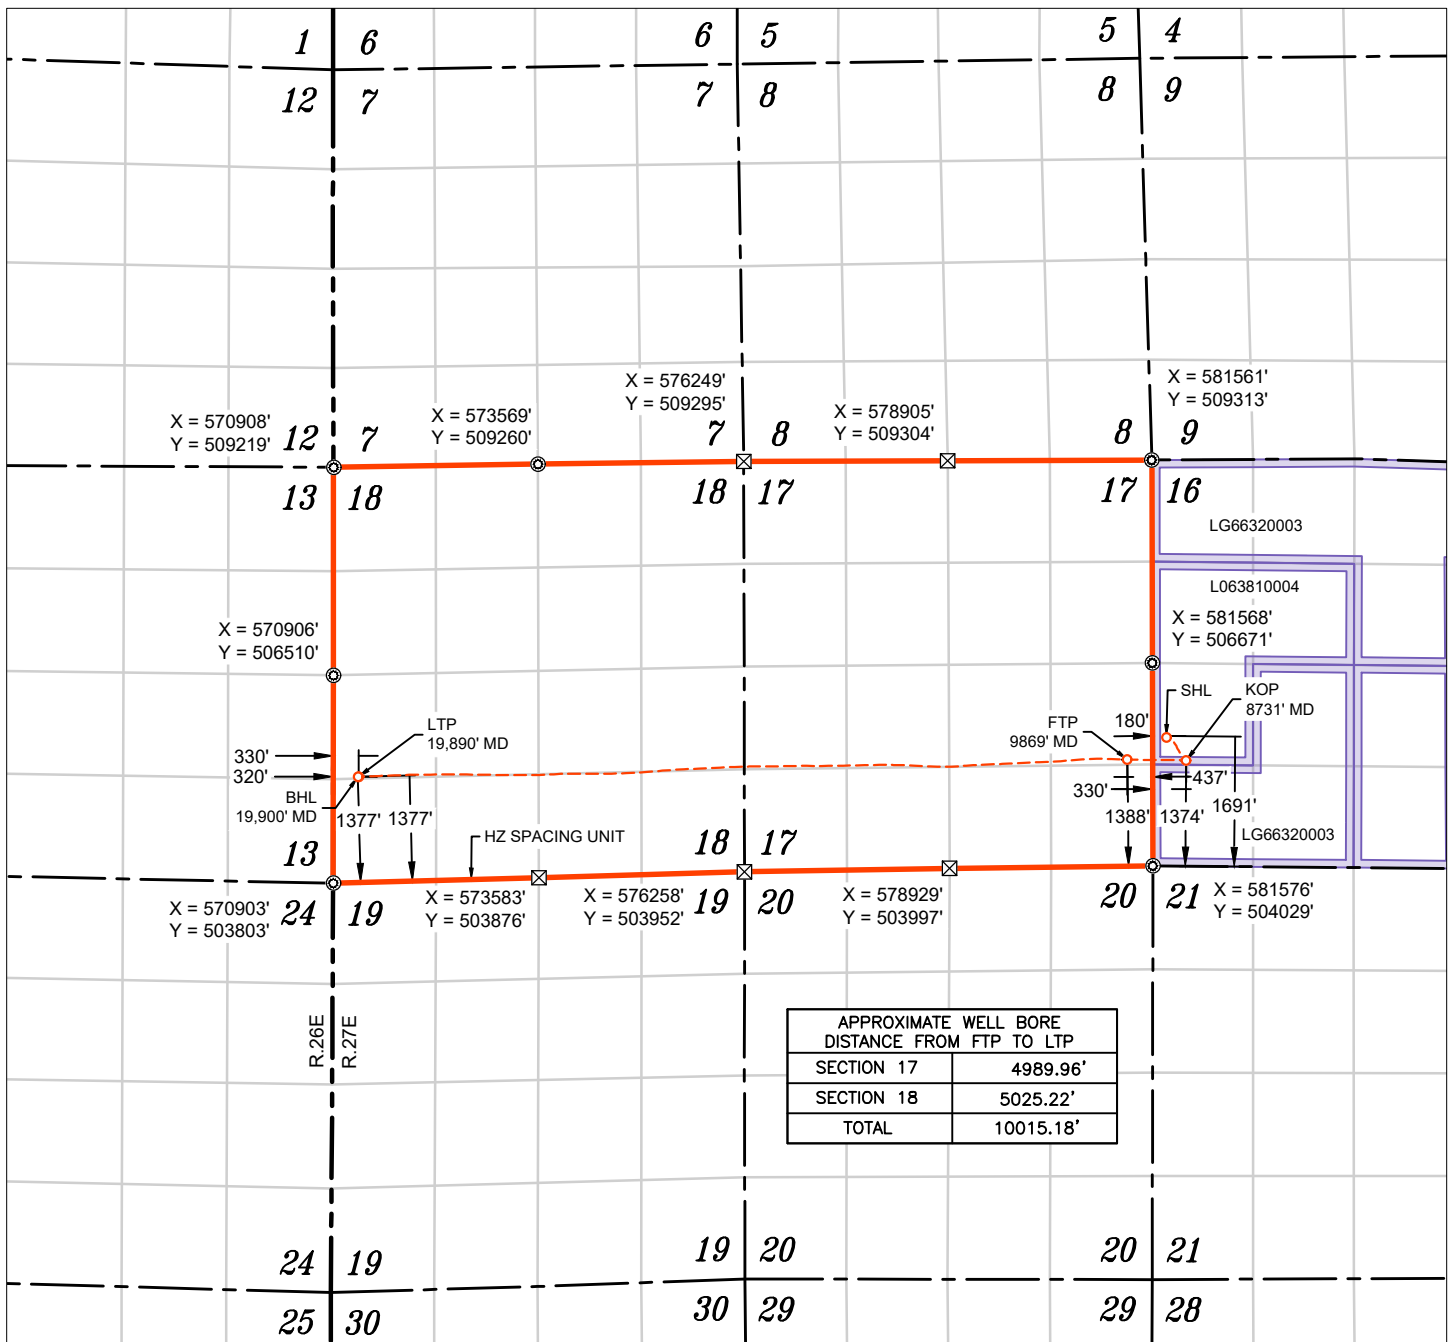 1 6 6 5 5 4
12 7 7 8 8 9
X = 570908'
Y = 509219'
X = 573569'
Y = 509260'
X = 576249'
Y = 509295'
X = 578905'
Y = 509304'
X = 581561'
Y = 509313'
12 7 7 8 8 9
13 18 18 17 17 16
LG66320003
L063810004
X = 570906'
Y = 506510'
X = 581568'
Y = 506671'
SHL
KOP
8731' MD
FTP
9869' MD
180'
LTP
19,890' MD
330'
320'
BHL
19,900' MD
1377'
1377'
330'
437'
1388'
1374'
1691'
LG66320003
HZ SPACING UNIT
13 18 17
24 19 19 20 20 21
X = 570903'
Y = 503803'
X = 573583'
Y = 503876'
X = 576258'
Y = 503952'
X = 578929'
Y = 503997'
X = 581576'
Y = 504029'
R.26E
R.27E
APPROXIMATE WELL BORE
DISTANCE FROM FTP TO LTP
SECTION 17 4989.96'
SECTION 18 5025.22'
TOTAL 10015.18'
24 19 19 20 20 21
25 30 30 29 29 28